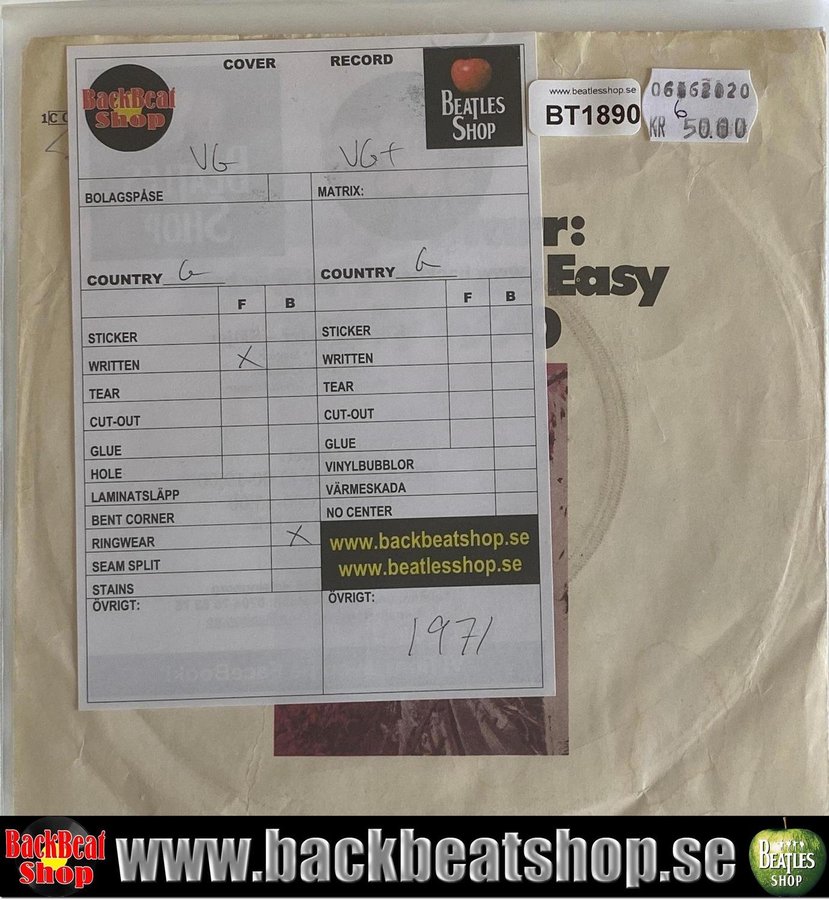 COVER
RECORD
BackBeat
Shop
BEATLES
SHOP
www.beatlesshop.se
BT1890
KR 50.00
VG
VG+
BOLAGSPÅSE
MATRIX:
r:
Easy
COUNTRY G
COUNTRY G
F B
F B
STICKER
STICKER
WRITTEN X
WRITTEN
TEAR
TEAR
CUT-OUT
CUT-OUT
GLUE
GLUE
HOLE
VINYLBUBBLOR
LAMINATSLÄPP
VÄRMESKADA
BENT CORNER
NO CENTER
RINGWEAR X
www.backbeatshop.se
SEAM SPLIT
www.beatlesshop.se
STAINS
ÖVRIGT:
ÖVRIGT:
1971
BackBeat
Shop
www.backbeatshop.se
BEATLES
SHOP